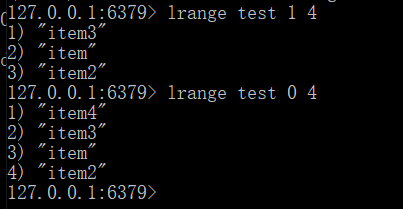 127.0.0.1:6379> lrange test 1 4
1) "item3"
2) "item"
3) "item2"
127.0.0.1:6379> lrange test 0 4
1) "item4"
2) "item3"
3) "item"
4) "item2"
127.0.0.1:6379>